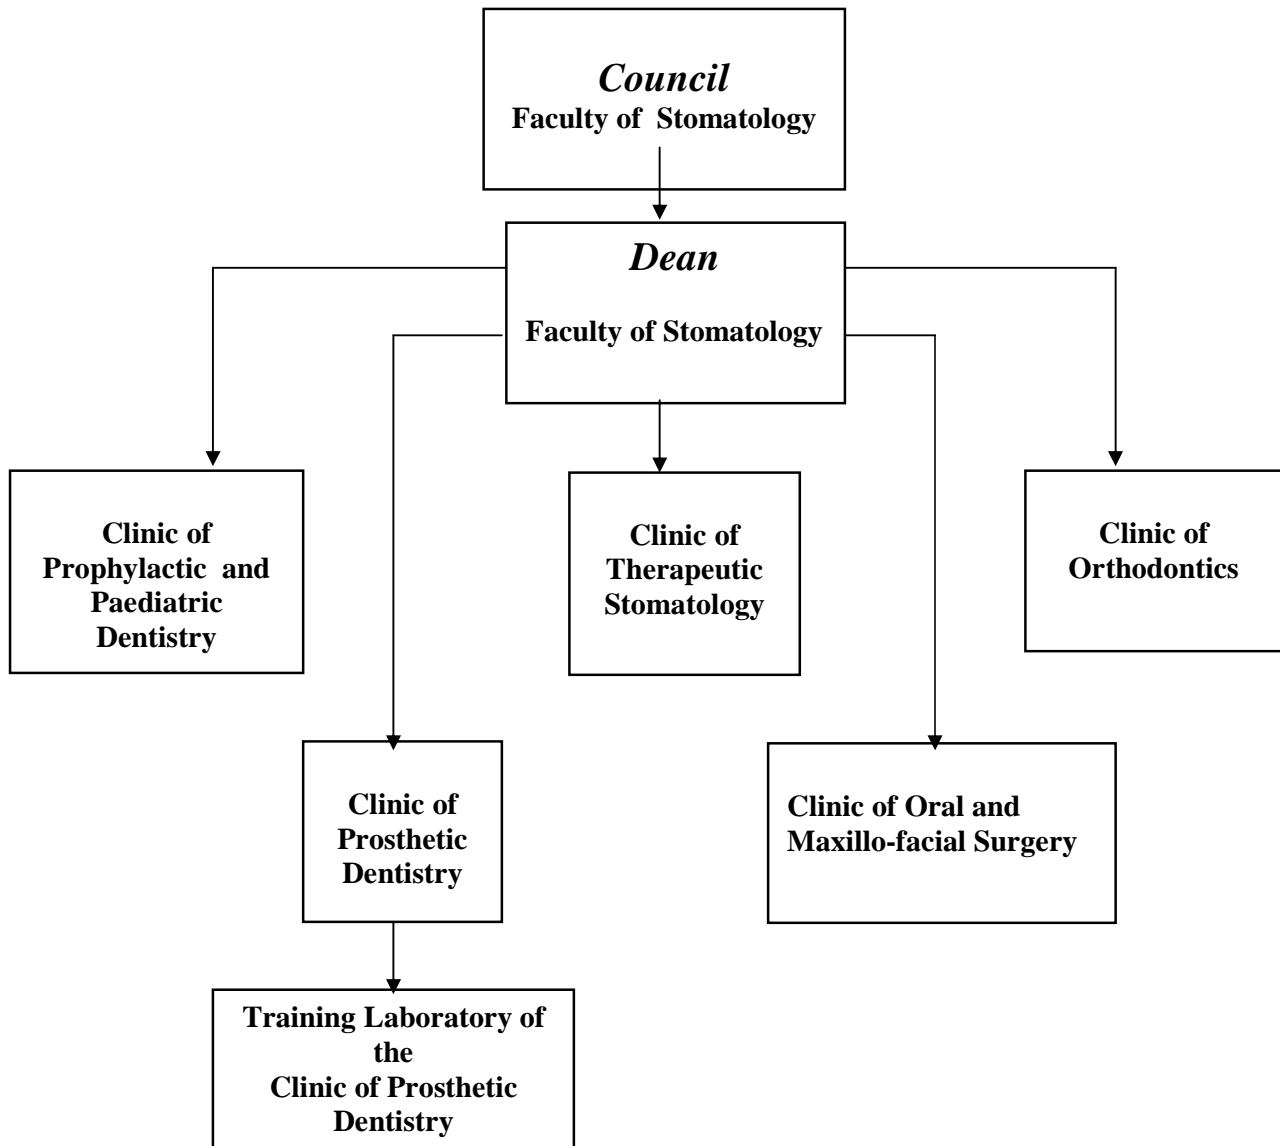 Council
Faculty of Stomatology
Dean
Faculty of Stomatology
Clinic of
Prophylactic and
Paediatric
Dentistry
Clinic of
Therapeutic
Stomatology
Clinic of
Orthodontics
Clinic of
Prosthetic
Dentistry
Clinic of Oral and
Maxillo-facial Surgery
Training Laboratory of
the
Clinic of Prosthetic
Dentistry